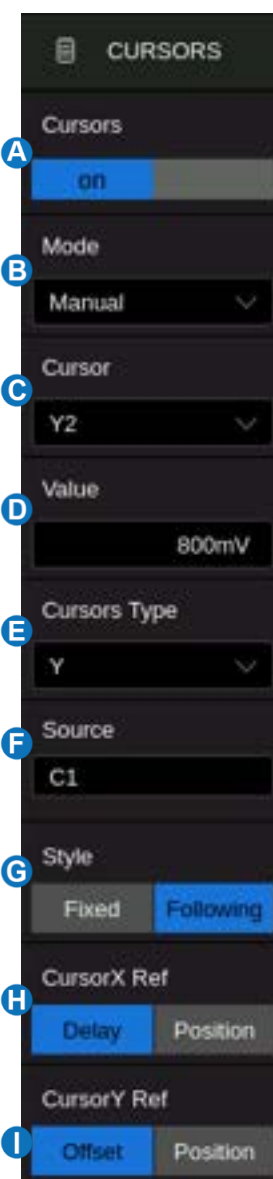 CURSORS
Cursors
A
on
Mode
B
Manual
Cursor
C
Y2
Value
D
800mV
Cursors Type
E
Y
Source
F
C1
Style
G
Fixed Following
CursorX Ref
H
Delay Position
CursorY Ref
I
Offset Position